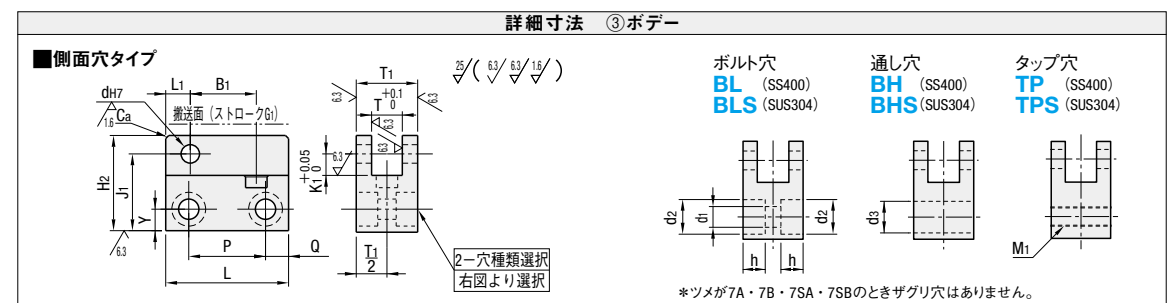 詳細寸法 ③ボデー
■側面穴タイプ
25/( 6.3/ 6.3/ 1.6/ )
L1 B1
dH7
1.6
Ca
搬送面（ストロークG1）
H2
J1
Y
6.3
P Q
L
T1
6.3
6.3
T +0.1 0
6.3
6.3
6.3
K1 +0.05 0
T1
2
2－穴種類選択
右図より選択
ボルト穴
BL (SS400)
BLS (SUS304)
通し穴
BH (SS400)
BHS (SUS304)
タップ穴
TP (SS400)
TPS (SUS304)
d2
d1
d2
h h
d3
M1
＊ツメが7A・7B・7SA・7SBのときザグリ穴はありません。